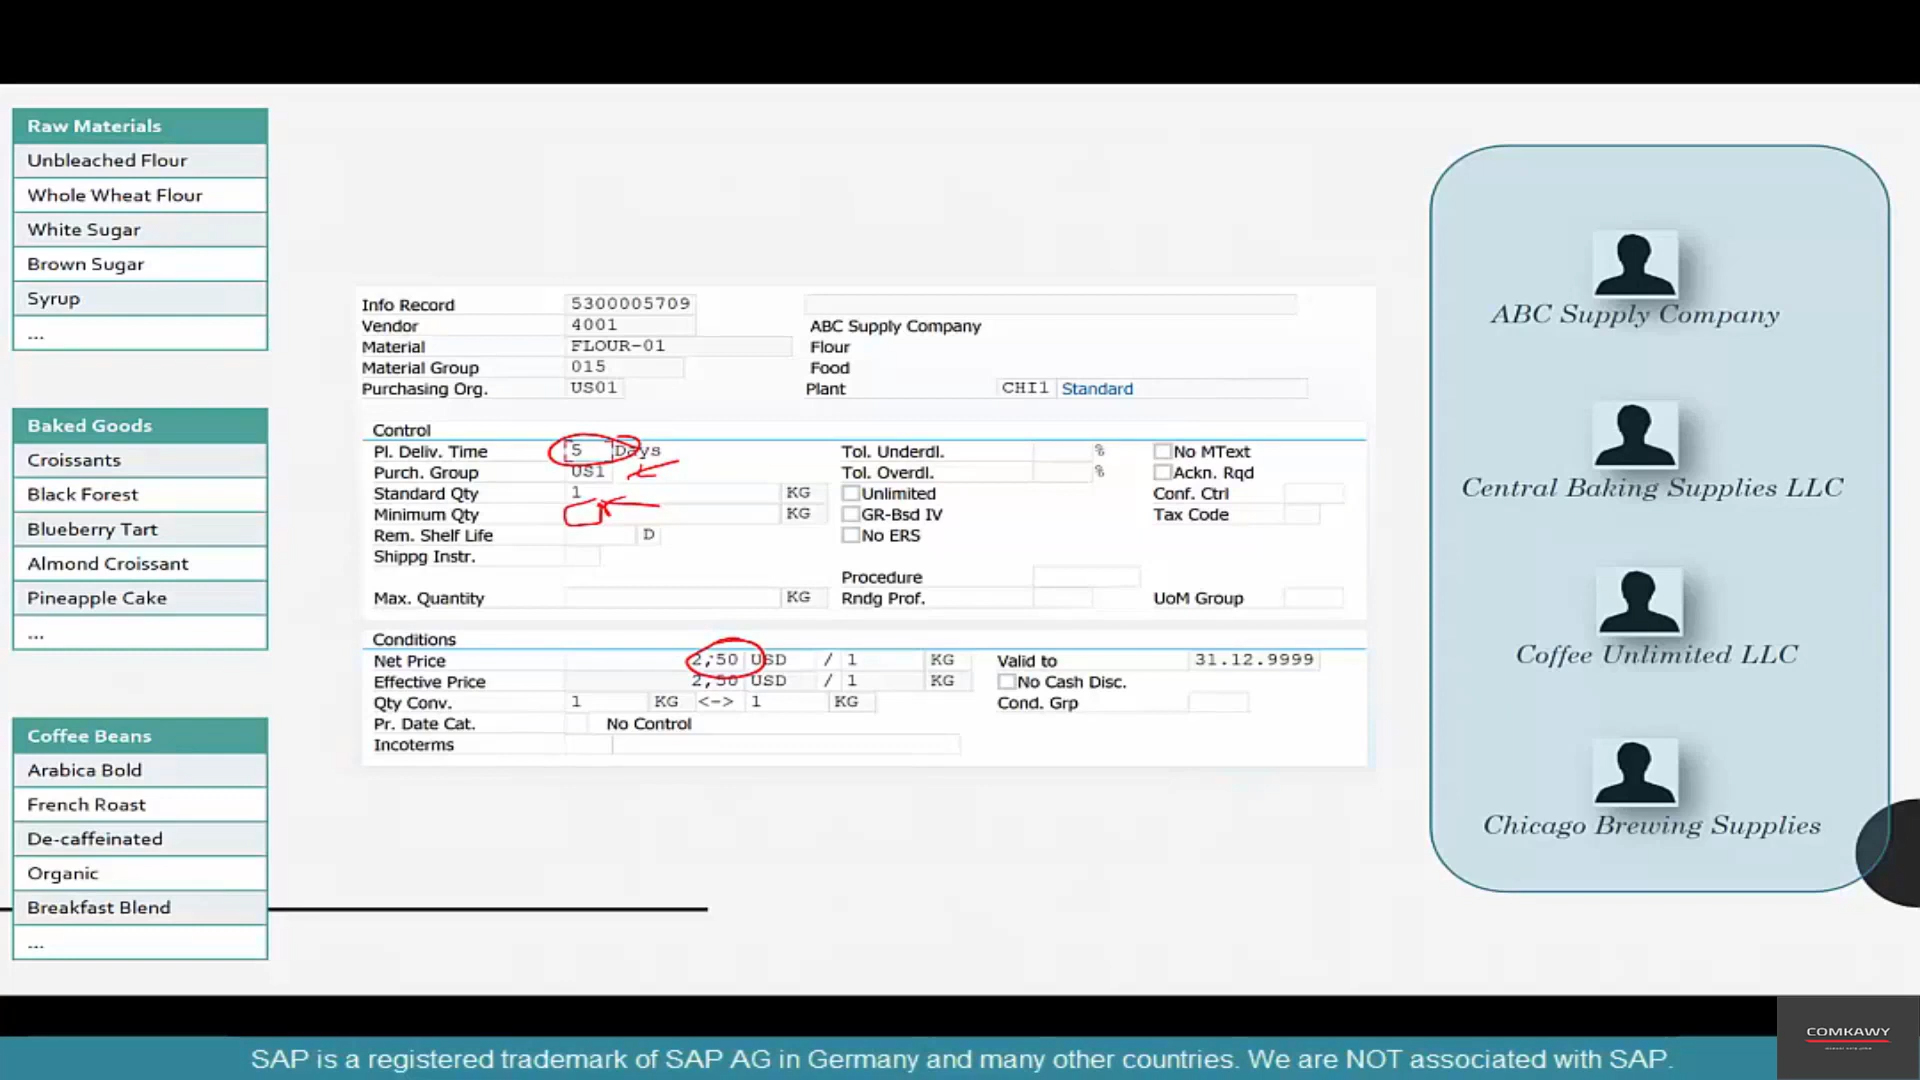 Raw Materials
Unbleached Flour
Whole Wheat Flour
White Sugar
Brown Sugar
Syrup
...
Baked Goods
Croissants
Black Forest
Blueberry Tart
Almond Croissant
Pineapple Cake
...
Coffee Beans
Arabica Bold
French Roast
De-caffeinated
Organic
Breakfast Blend
...
Info Record 5300005709
Vendor 4001 ABC Supply Company
Material FLOUR-01 Flour
Material Group 015 Food
Purchasing Org. US01 Plant CHI1 Standard
Control
Pl. Deliv. Time 5 Days Tol. Underdl. % No MText
Purch. Group US1 Tol. Overdl. % Ackn. Rqd
Standard Qty 1 KG Unlimited Conf. Ctrl
Minimum Qty KG GR-Bsd IV Tax Code
Rem. Shelf Life D No ERS
Shippg Instr.
Procedure
Max. Quantity KG Rndg Prof. UoM Group
Conditions
Net Price 2,50 USD / 1 KG Valid to 31.12.9999
Effective Price 2,50 USD / 1 KG No Cash Disc.
Qty Conv. 1 KG <-> 1 KG Cond. Grp
Pr. Date Cat. No Control
Incoterms
ABC Supply Company
Central Baking Supplies LLC
Coffee Unlimited LLC
Chicago Brewing Supplies
COMKAWY
SAP is a registered trademark of SAP AG in Germany and many other countries. We are NOT associated with SAP.